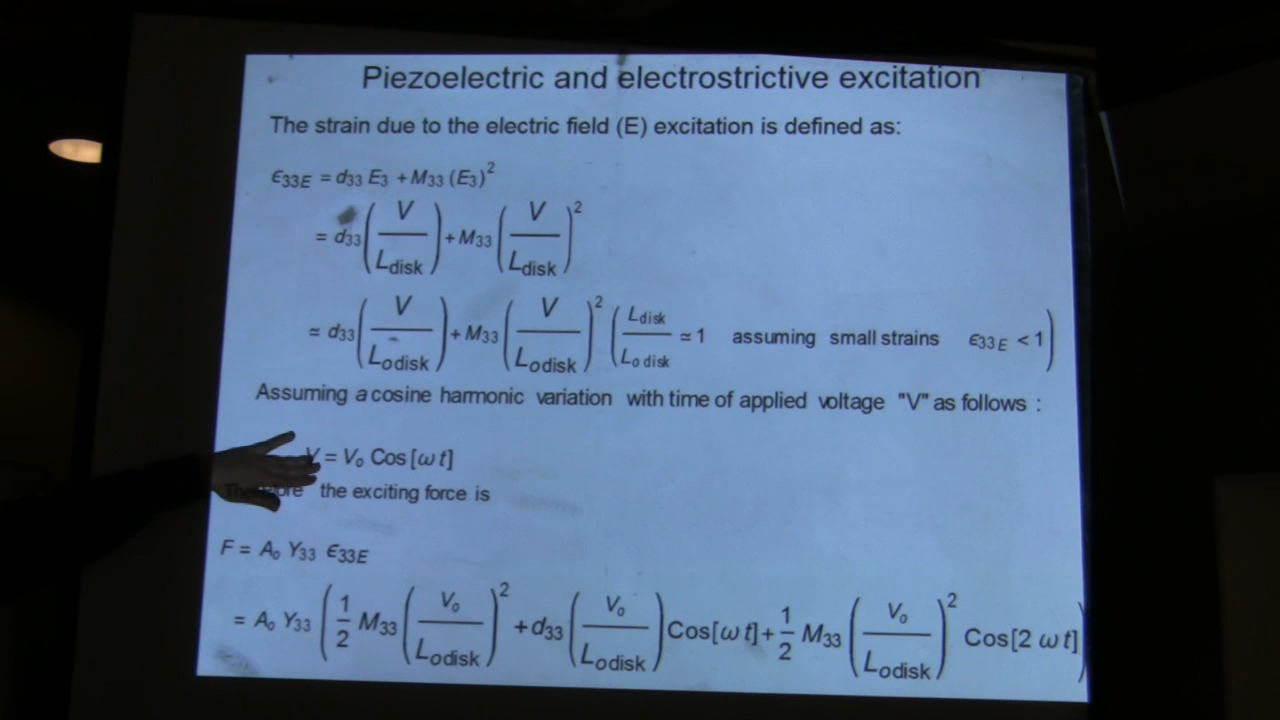 Piezoelectric and electrostrictive excitation
The strain due to the electric field (E) excitation is defined as:
ϵ33E = d33 E3 + M33 (E3)²
= d33 (V / Ldisk) + M33 (V / Ldisk)²
≃ d33 (V / Lodisk) + M33 (V / Lodisk)² (Ldisk / Lo disk ≃ 1 assuming small strains ϵ33E < 1)
Assuming a cosine harmonic variation with time of applied voltage "V" as follows :
V = Vo Cos[ω t]
Therefore the exciting force is
F = Ao Y33 ϵ33E
= Ao Y33 (1/2 M33 (Vo / Lodisk)² + d33 (Vo / Lodisk) Cos[ω t] + 1/2 M33 (Vo / Lodisk)² Cos[2 ω t])